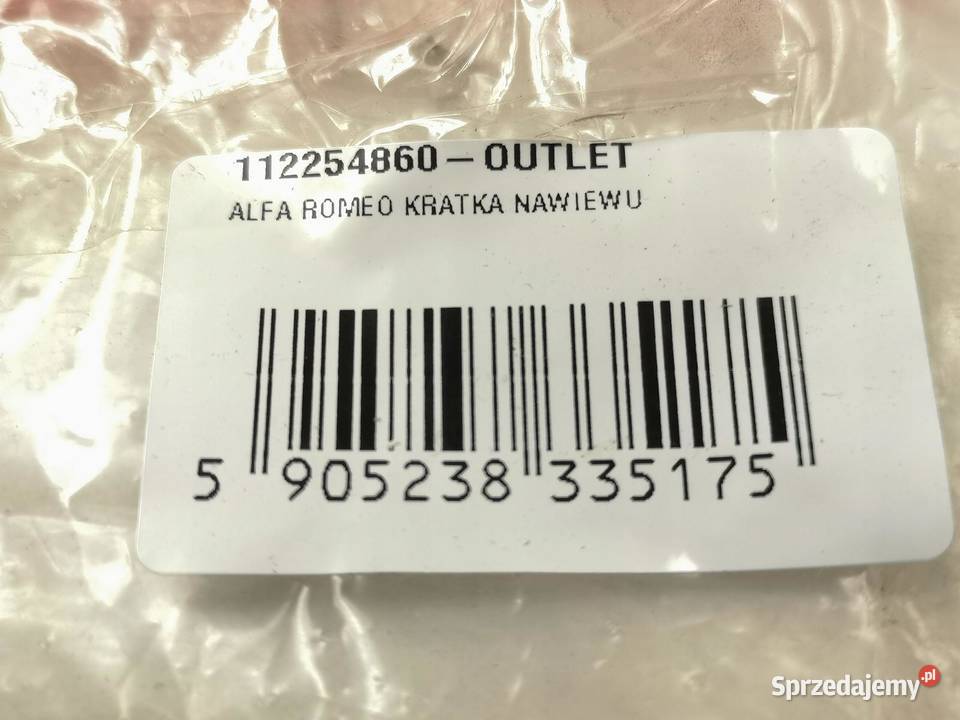 112254860 – OUTLET
ALFA ROMEO KRATKA NAWIEWU
5 905238 335175
Sprzedajemy.pl